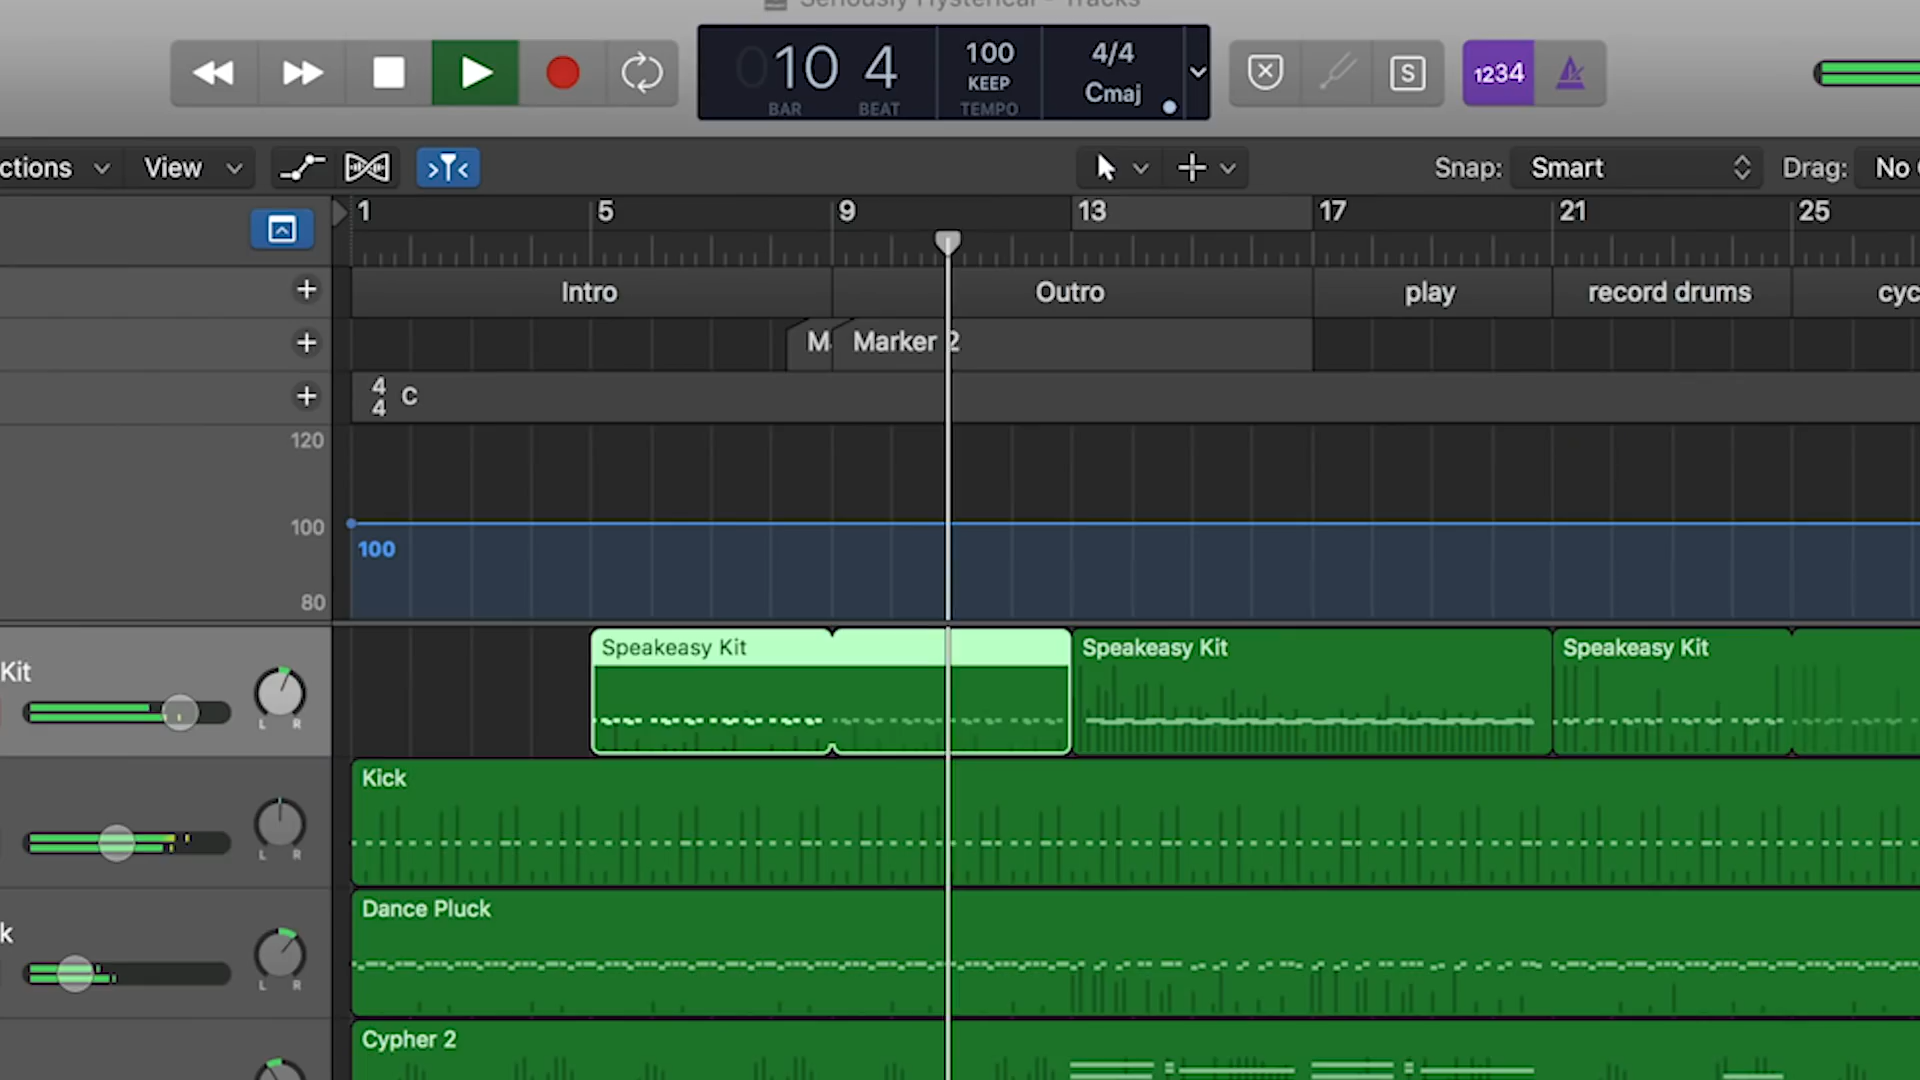 Seriously Hysterical - Tracks
10 4
BAR BEAT
100
KEEP
TEMPO
4/4
Cmaj
S
1234
ctions View
Snap: Smart Drag: No
1 5 9 13 17 21 25
Intro Outro play record drums cyc
M Marker 2
4
4 C
120
100
100
80
Kit
L R
Speakeasy Kit Speakeasy Kit Speakeasy Kit
Kick
L R
k
L R
Dance Pluck
Cypher 2